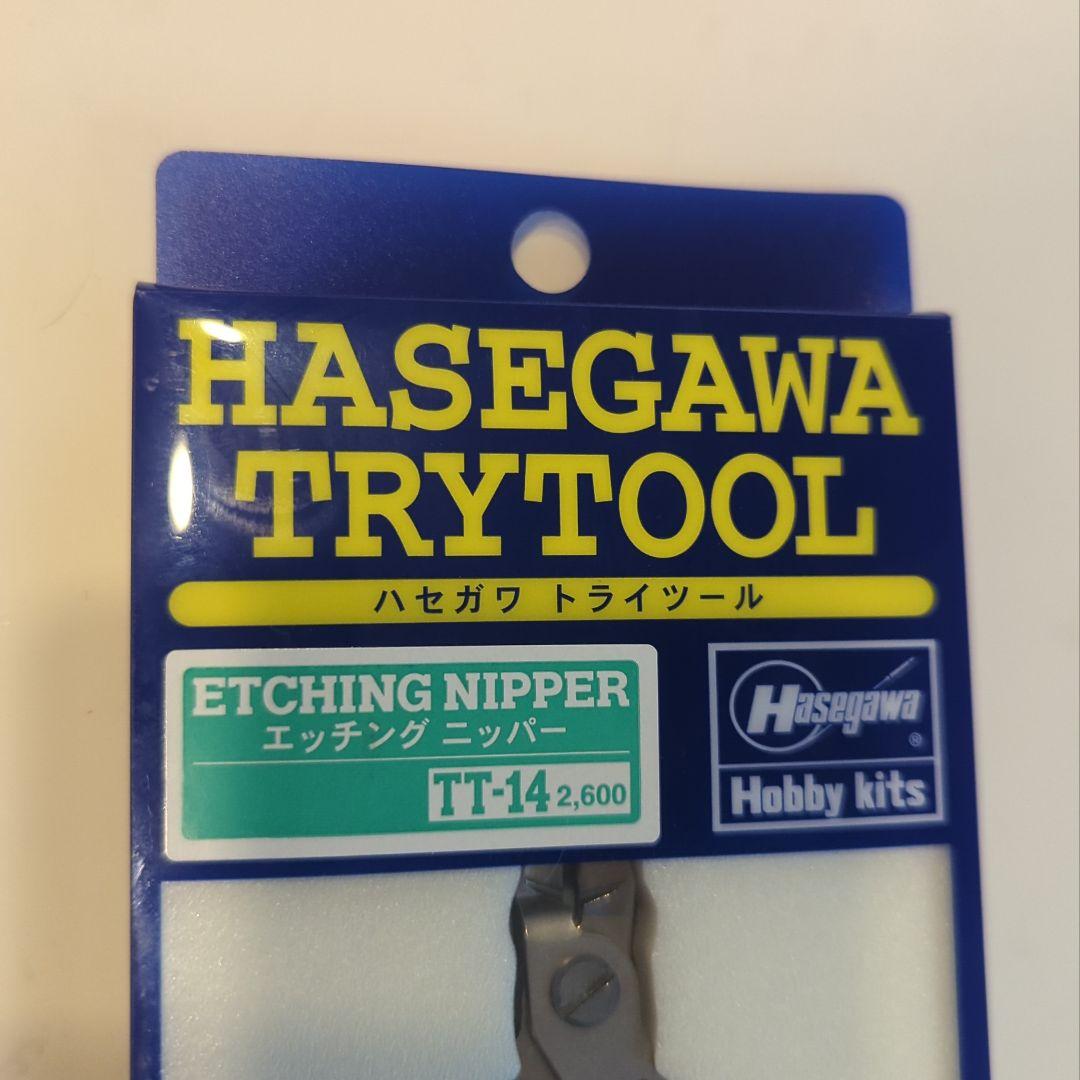 HASEGAWA
TRYTOOL
ハセガワ トライツール
ETCHING NIPPER
エッチング ニッパー
TT-14 2,600
Hasegawa®
Hobby kits